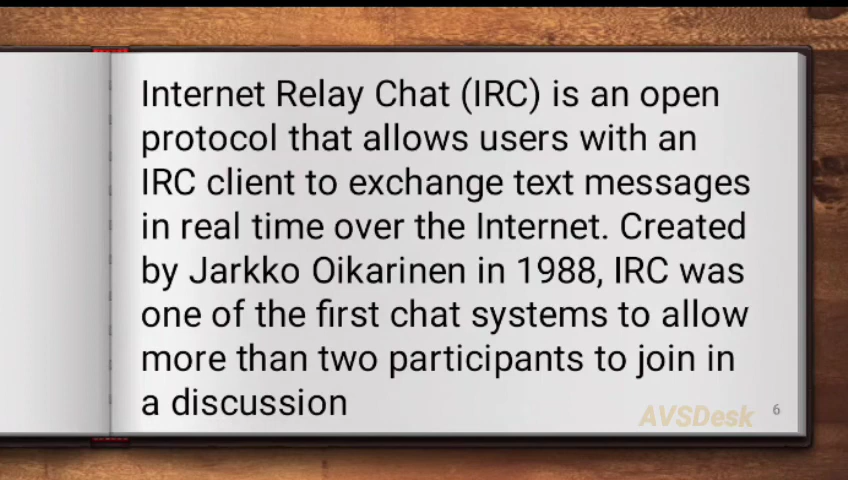 Internet Relay Chat (IRC) is an open
protocol that allows users with an
IRC client to exchange text messages
in real time over the Internet. Created
by Jarkko Oikarinen in 1988, IRC was
one of the first chat systems to allow
more than two participants to join in
a discussion
AVSDesk
6